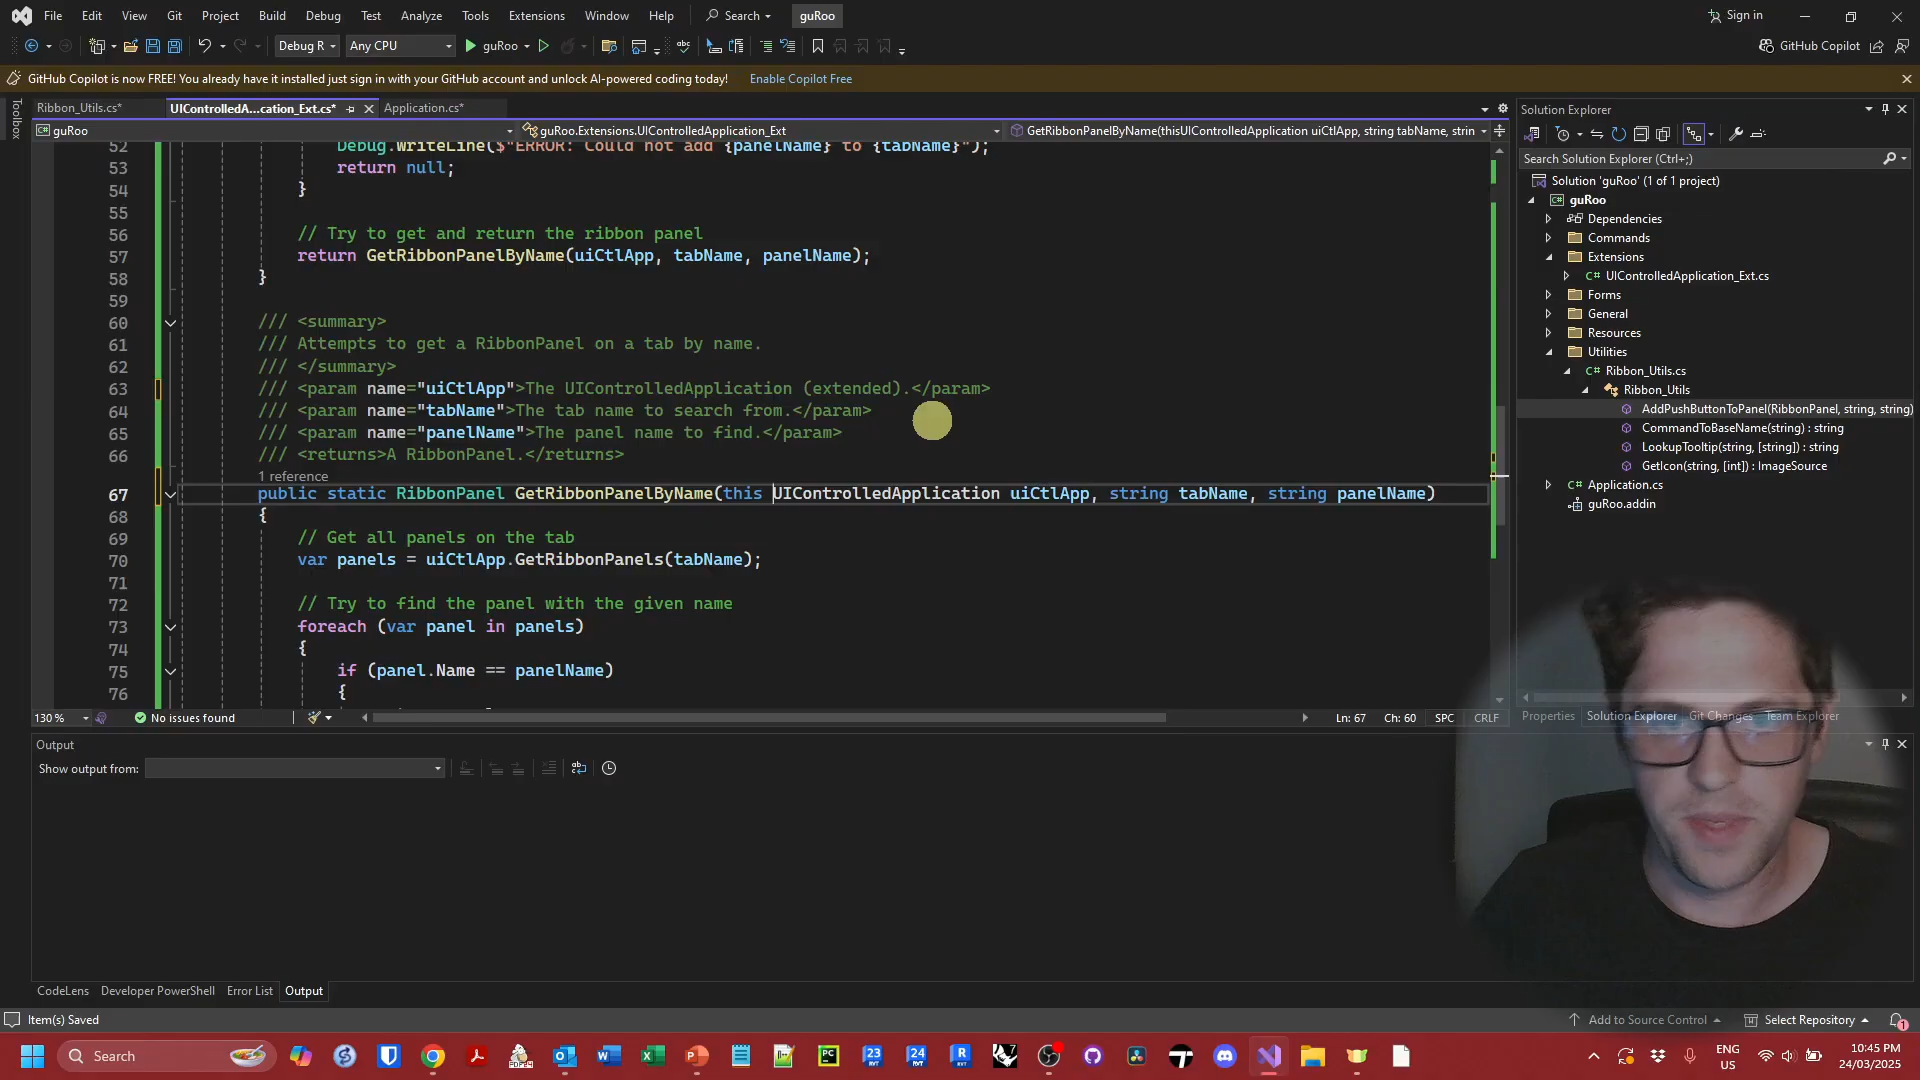 File Edit View Git Project Build Debug Test Analyze Tools Extensions Window Help Search guRoo Sign in
Debug R Any CPU guRoo GitHub Copilot
GitHub Copilot is now FREE! You already have it installed just sign in with your GitHub account and unlock AI-powered coding today! Enable Copilot Free
Toolbox
Ribbon_Utils.cs* UIControlledA...cation_Ext.cs* Application.cs*
guRoo guRoo.Extensions.UIControlledApplication_Ext GetRibbonPanelByName(thisUIControlledApplication uiCtlApp, string tabName, strin
52 Debug.WriteLine($"ERROR: Could not add {panelName} to {tabName}");
53 return null;
54 }
55
56 // Try to get and return the ribbon panel
57 return GetRibbonPanelByName(uiCtlApp, tabName, panelName);
58 }
59
60 /// <summary>
61 /// Attempts to get a RibbonPanel on a tab by name.
62 /// </summary>
63 /// <param name="uiCtlApp">The UIControlledApplication (extended).</param>
64 /// <param name="tabName">The tab name to search from.</param>
65 /// <param name="panelName">The panel name to find.</param>
66 /// <returns>A RibbonPanel.</returns>
1 reference
67 public static RibbonPanel GetRibbonPanelByName(this UIControlledApplication uiCtlApp, string tabName, string panelName)
68 {
69 // Get all panels on the tab
70 var panels = uiCtlApp.GetRibbonPanels(tabName);
71
72 // Try to find the panel with the given name
73 foreach (var panel in panels)
74 {
75 if (panel.Name == panelName)
76 {
130 % No issues found Ln: 67 Ch: 60 SPC CRLF
Solution Explorer
Search Solution Explorer (Ctrl+;)
Solution 'guRoo' (1 of 1 project)
guRoo
Dependencies
Commands
Extensions
C# UIControlledApplication_Ext.cs
Forms
General
Resources
Utilities
C# Ribbon_Utils.cs
Ribbon_Utils
AddPushButtonToPanel(RibbonPanel, string, string)
CommandToBaseName(string) : string
LookupTooltip(string, [string]) : string
GetIcon(string, [int]) : ImageSource
C# Application.cs
guRoo.addin
Properties Solution Explorer Git Changes Team Explorer
Output
Show output from:
CodeLens Developer PowerShell Error List Output
Item(s) Saved Add to Source Control Select Repository 1
Search ENG 10:45 PM
US 24/03/2025